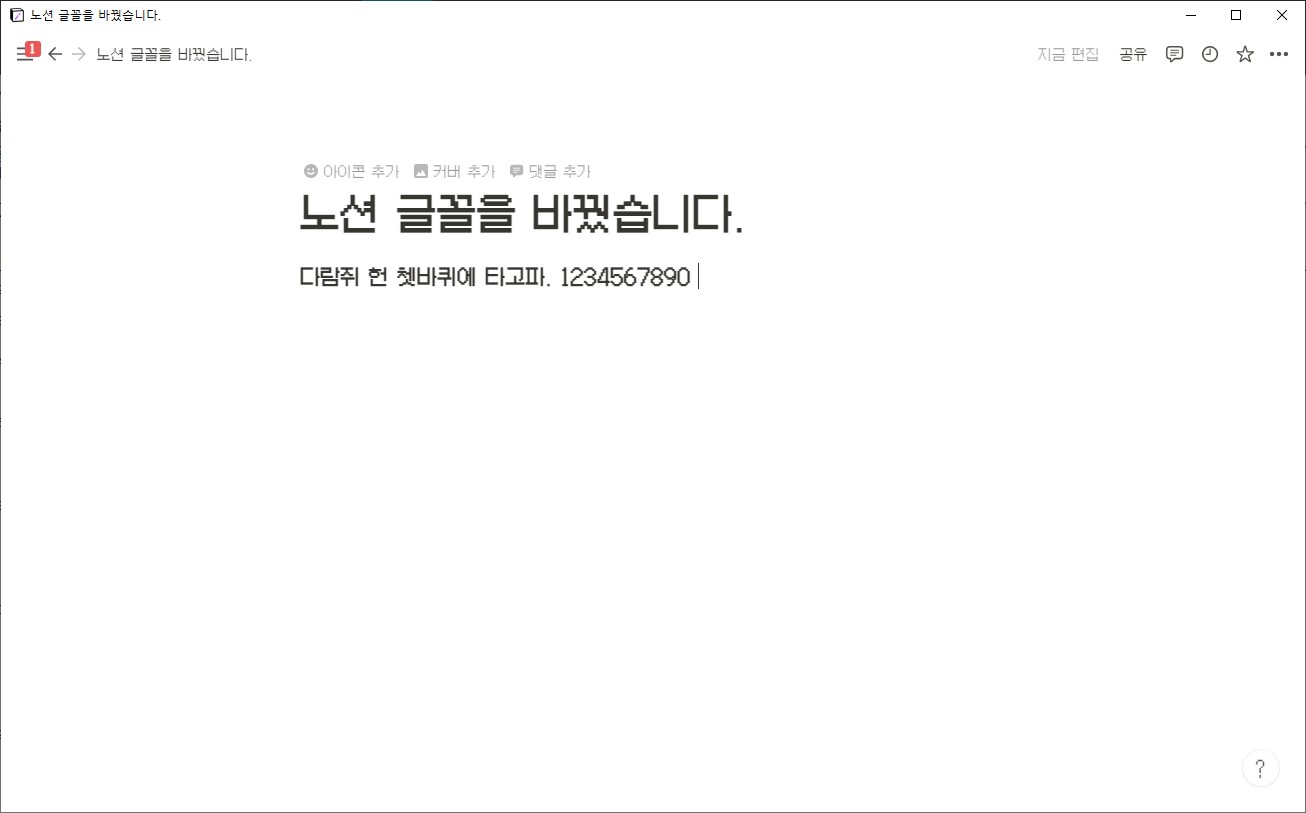 노션 글꼴을 바꿨습니다.
1 노션 글꼴을 바꿨습니다. 지금 편집 공유
아이콘 추가 커버 추가 댓글 추가
노션 글꼴을 바꿨습니다.
다람쥐 헌 쳇바퀴에 타고파. 1234567890
?